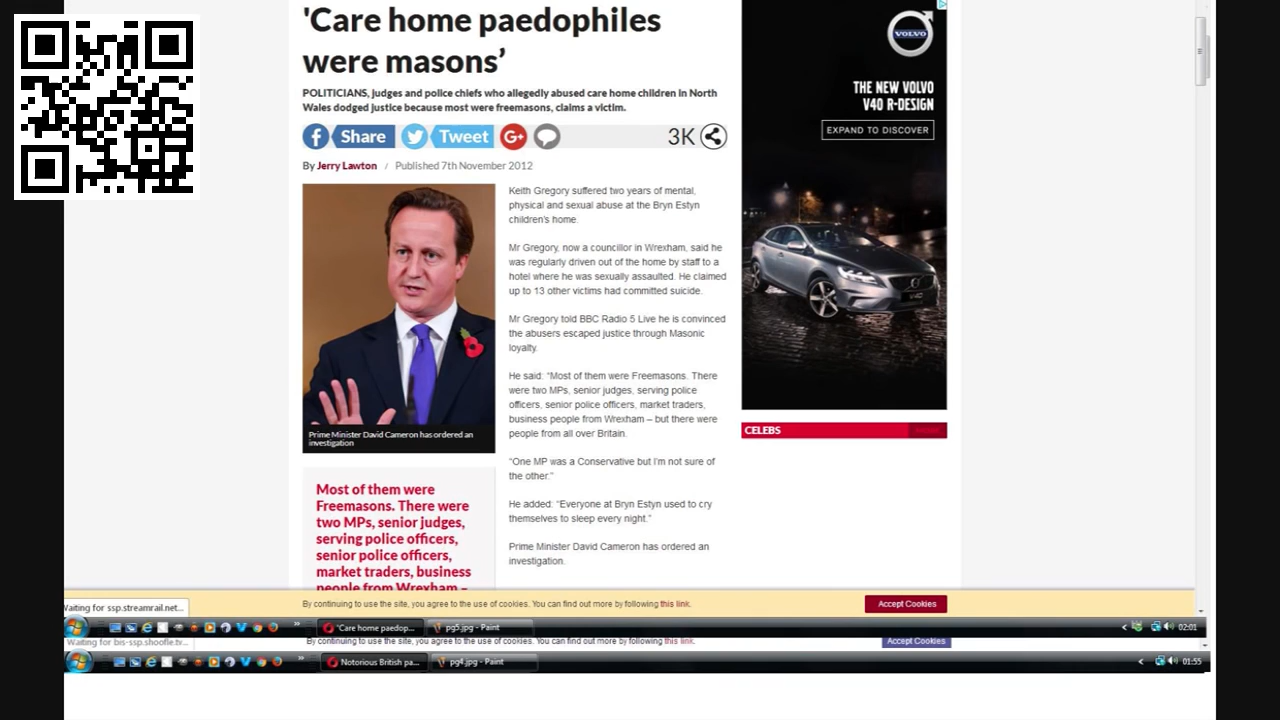 'Care home paedophiles
were masons’
POLITICIANS, judges and police chiefs who allegedly abused care home children in North
Wales dodged justice because most were freemasons, claims a victim.
Share
Tweet
G+
3K
By Jerry Lawton / Published 7th November 2012
Prime Minister David Cameron has ordered an
investigation
Most of them were
Freemasons. There were
two MPs, senior judges,
serving police officers,
senior police officers,
market traders, business
people from Wrexham –
Keith Gregory suffered two years of mental,
physical and sexual abuse at the Bryn Estyn
children's home.
Mr Gregory, now a councillor in Wrexham, said he
was regularly driven out of the home by staff to a
hotel where he was sexually assaulted. He claimed
up to 13 other victims had committed suicide.
Mr Gregory told BBC Radio 5 Live he is convinced
the abusers escaped justice through Masonic
loyalty.
He said: “Most of them were Freemasons. There
were two MPs, senior judges, serving police
officers, senior police officers, market traders,
business people from Wrexham – but there were
people from all over Britain.
“One MP was a Conservative but I'm not sure of
the other.”
He added: “Everyone at Bryn Estyn used to cry
themselves to sleep every night.”
Prime Minister David Cameron has ordered an
investigation.
VOLVO
THE NEW VOLVO
V40 R-DESIGN
EXPAND TO DISCOVER
CELEBS
By continuing to use the site, you agree to the use of cookies. You can find out more by following this link.
Accept Cookies
Waiting for ssp.streamrail.net...
'Care home paedop...
pg5.jpg - Paint
02:01
Waiting for bis-ssp.shoofle.tv...
By continuing to use the site, you agree to the use of cookies. You can find out more by following this link.
Accept Cookies
Notorious British pa...
pg4.jpg - Paint
01:55